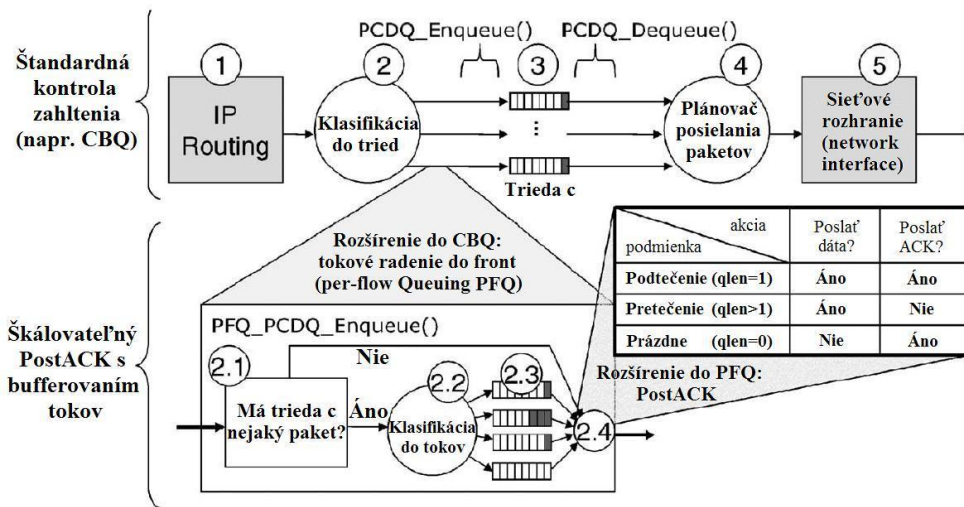 Štandardná
kontrola
zahltenia
(napr. CBQ)
PCDQ_Enqueue()
PCDQ_Dequeue()
1
IP
Routing
2
Klasifikácia
do tried
3
...
Trieda c
4
Plánovač
posielania
paketov
5
Sieťové
rozhranie
(network
interface)
Rozšírenie do CBQ:
tokové radenie do front
(per-flow Queuing PFQ)
akcia
podmienka
Poslať
dáta?
Poslať
ACK?
Podtečenie (qlen=1) Áno Áno
Pretečenie (qlen>1) Áno Nie
Prázdne (qlen=0) Nie Áno
Rozšírenie do PFQ:
PostACK
Škálovateľný
PostACK s
bufferovaním
tokov
PFQ_PCDQ_Enqueue()
Nie
2.1
Má trieda c
nejaký paket?
Áno
2.2
Klasifikácia
do tokov
2.3
2.4